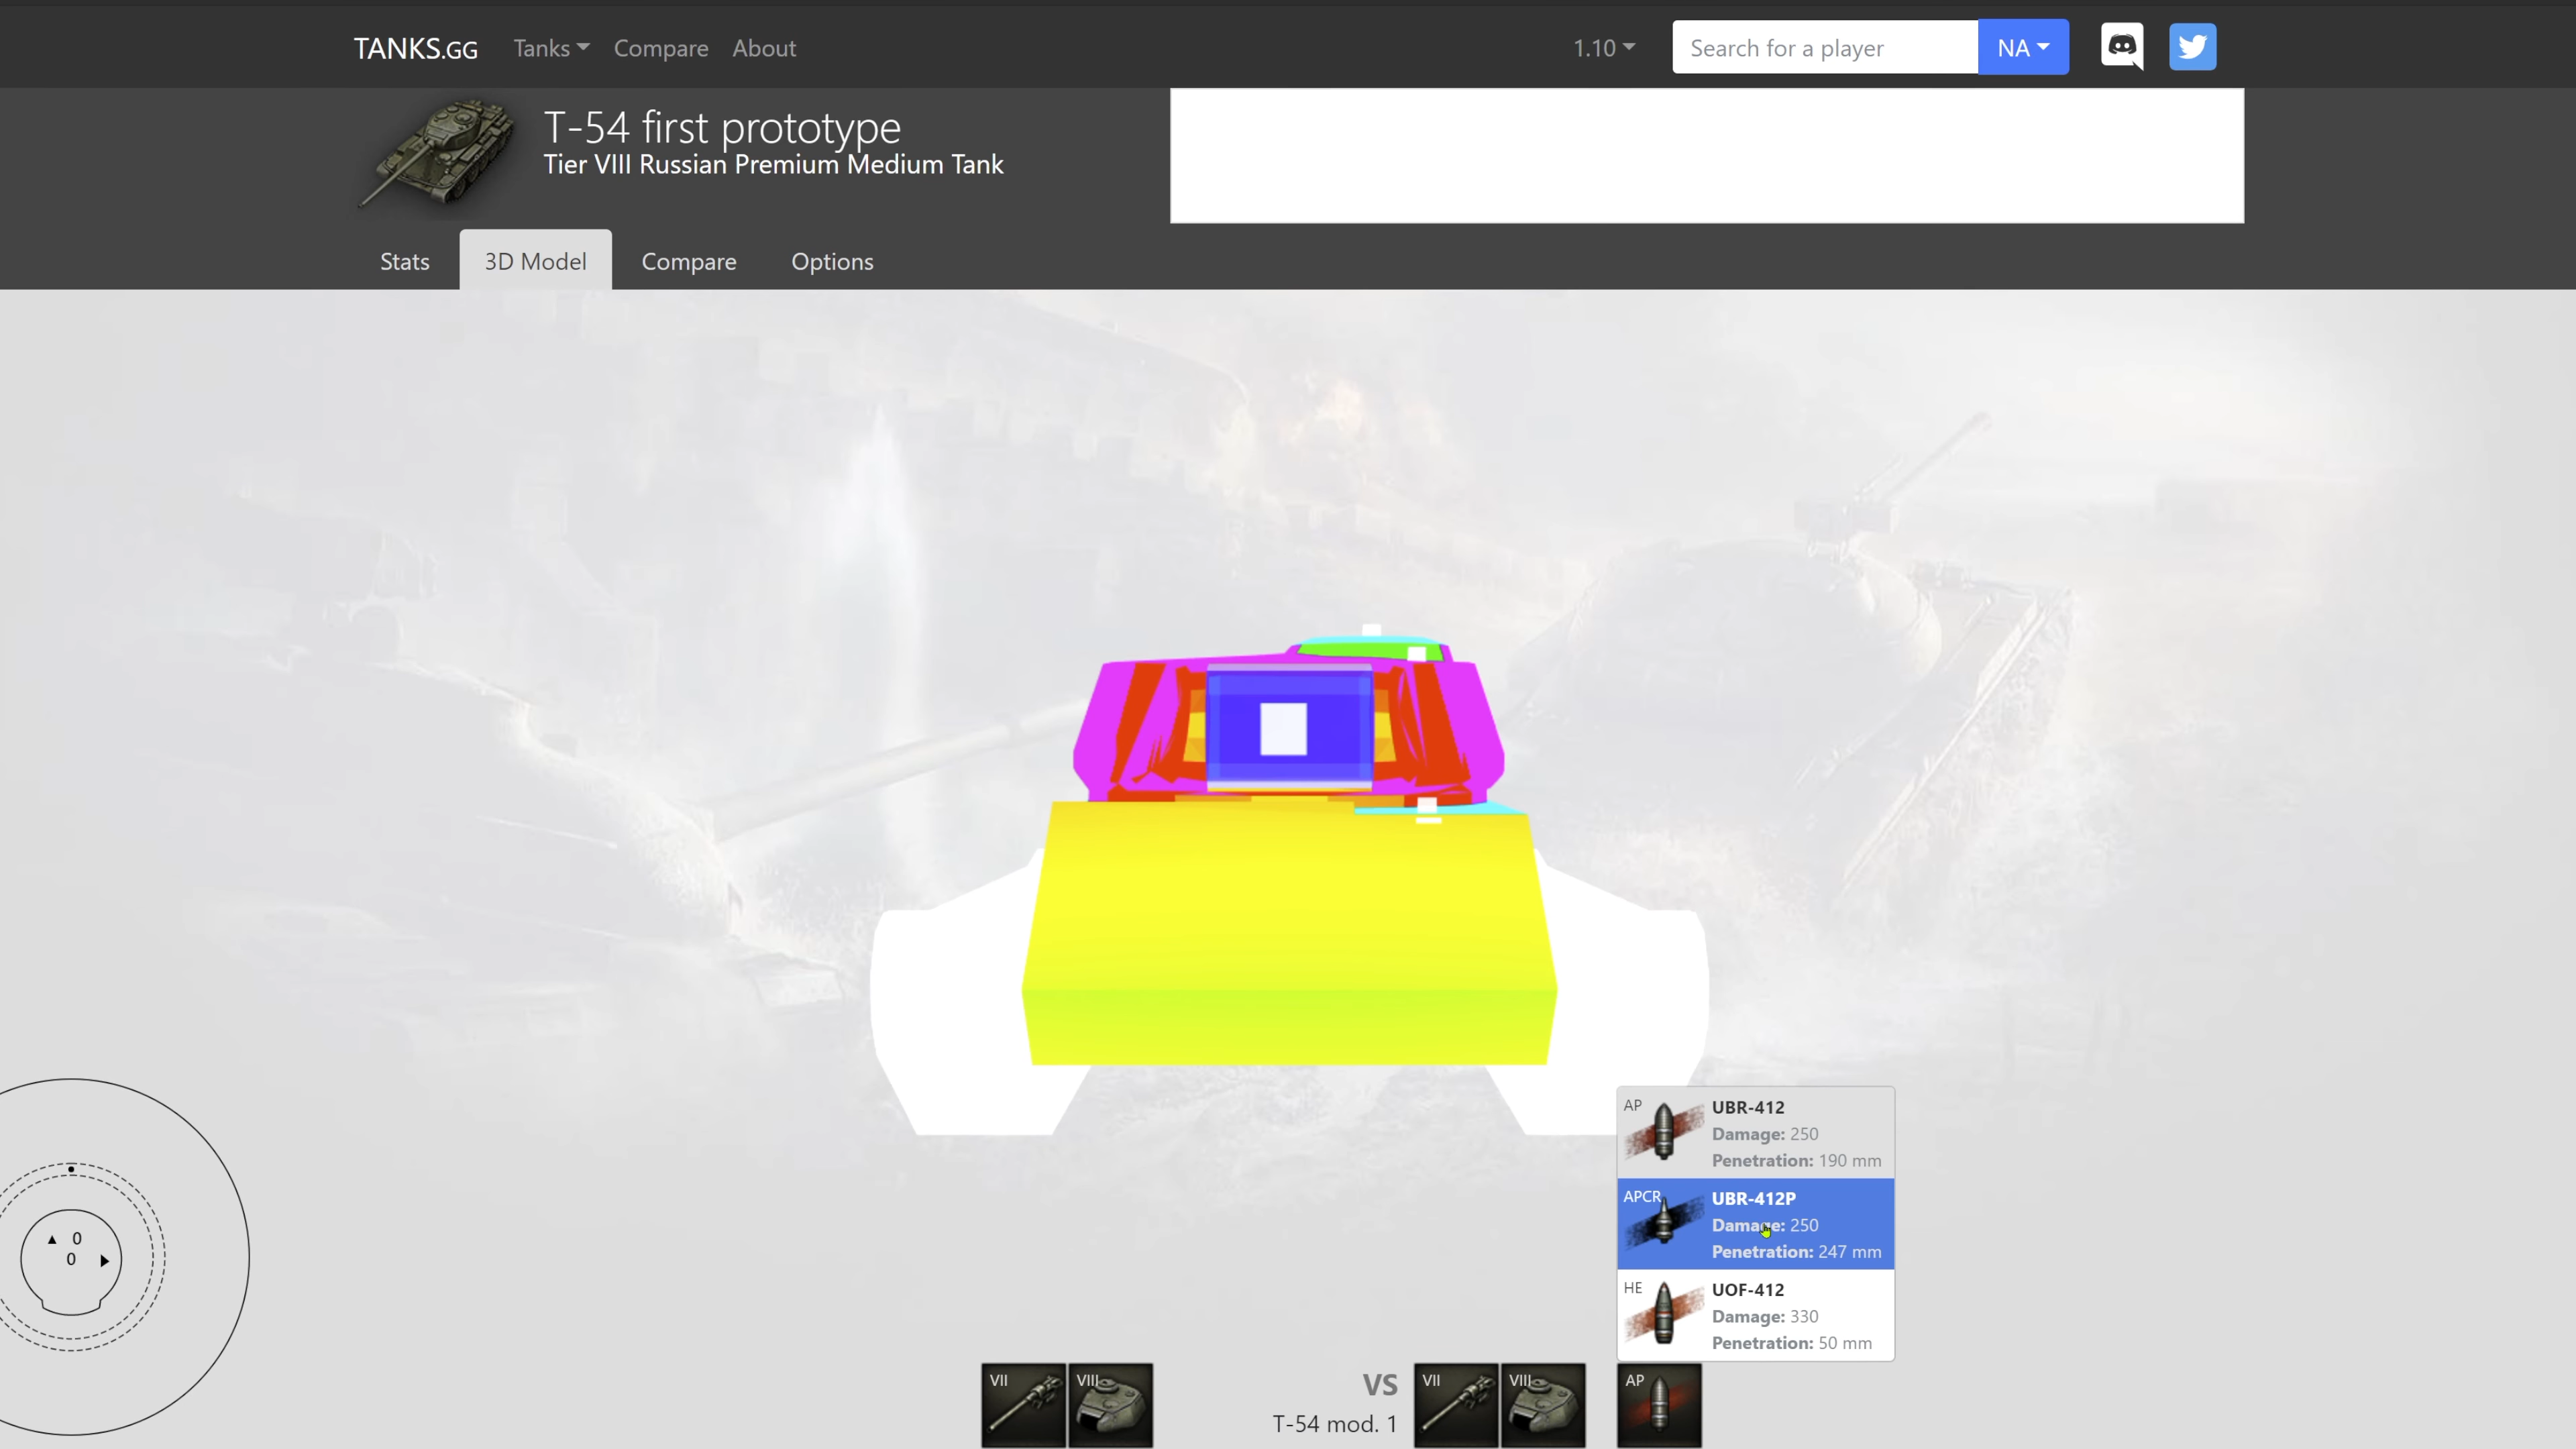 TANKS.GG
Tanks
Compare
About
1.10
Search for a player
NA
T-54 first prototype
Tier VIII Russian Premium Medium Tank
Stats
3D Model
Compare
Options
AP
UBR-412
Damage: 250
Penetration: 190 mm
APCR
UBR-412P
Damage: 250
Penetration: 247 mm
HE
UOF-412
Damage: 330
Penetration: 50 mm
0
0
VII
VIII
VS
T-54 mod. 1
VII
VIII
AP